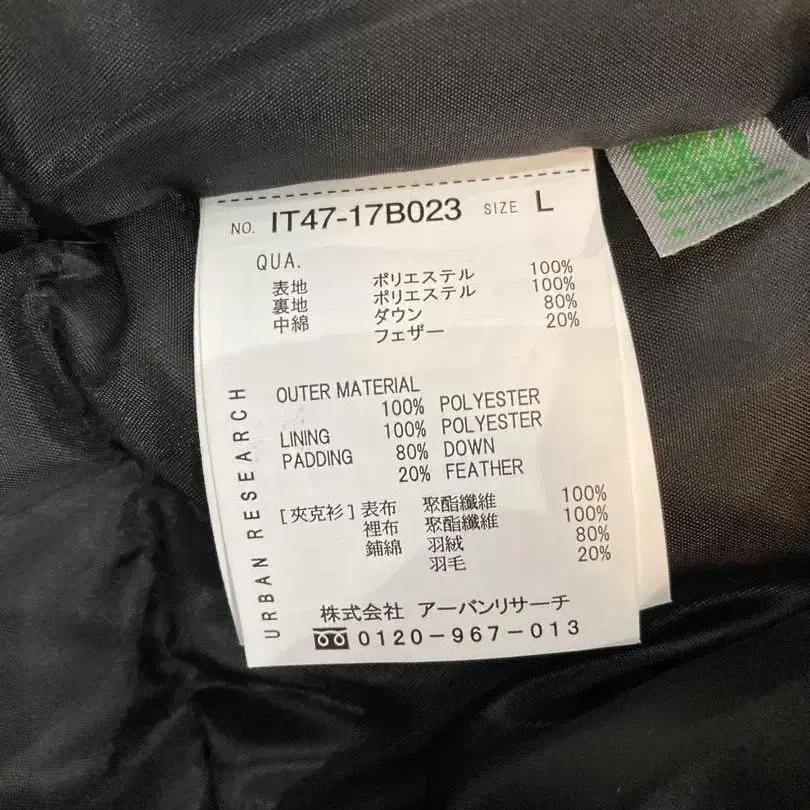 NO. IT47-17B023 SIZE L
QUA.
表地 ポリエステル 100%
裏地 ポリエステル 100%
中綿 ダウン 80%
フェザー 20%
OUTER MATERIAL
100% POLYESTER
LINING 100% POLYESTER
PADDING 80% DOWN
20% FEATHER
[夾克衫] 表布 聚酯纖維 100%
裡布 聚酯纖維 100%
鋪綿 羽絨 80%
羽毛 20%
株式会社 アーバンリサーチ
0120-967-013
URBAN RESEARCH